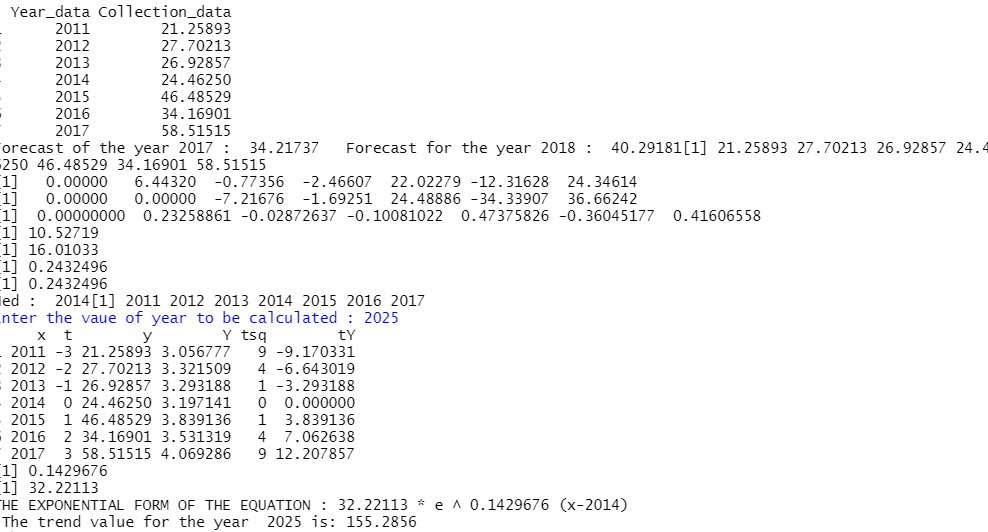 Year_data Collection_data
2011 21.25893
2012 27.70213
2013 26.92857
2014 24.46250
2015 46.48529
2016 34.16901
2017 58.51515
orecast of the year 2017 :  34.21737   Forecast for the year 2018 :  40.29181[1] 21.25893 27.70213 26.92857 24.4
5250 46.48529 34.16901 58.51515
[1]   0.00000   6.44320  -0.77356  -2.46607  22.02279 -12.31628  24.34614
[1]   0.00000   0.00000  -7.21676  -1.69251  24.48886 -34.33907  36.66242
[1]  0.00000000  0.23258861 -0.02872637 -0.10081022  0.47375826 -0.36045177  0.41606558
[1] 10.52719
[1] 16.01033
[1] 0.2432496
[1] 0.2432496
ed :  2014[1] 2011 2012 2013 2014 2015 2016 2017
nter the vaue of year to be calculated : 2025
x  t        y        Y tsq        tY
2011 -3 21.25893 3.056777   9 -9.170331
2012 -2 27.70213 3.321509   4 -6.643019
2013 -1 26.92857 3.293188   1 -3.293188
2014  0 24.46250 3.197141   0  0.000000
2015  1 46.48529 3.839136   1  3.839136
2016  2 34.16901 3.531319   4  7.062638
2017  3 58.51515 4.069286   9 12.207857
[1] 0.1429676
[1] 32.22113
THE EXPONENTIAL FORM OF THE EQUATION : 32.22113 * e ^ 0.1429676 (x-2014)
The trend value for the year  2025 is: 155.2856